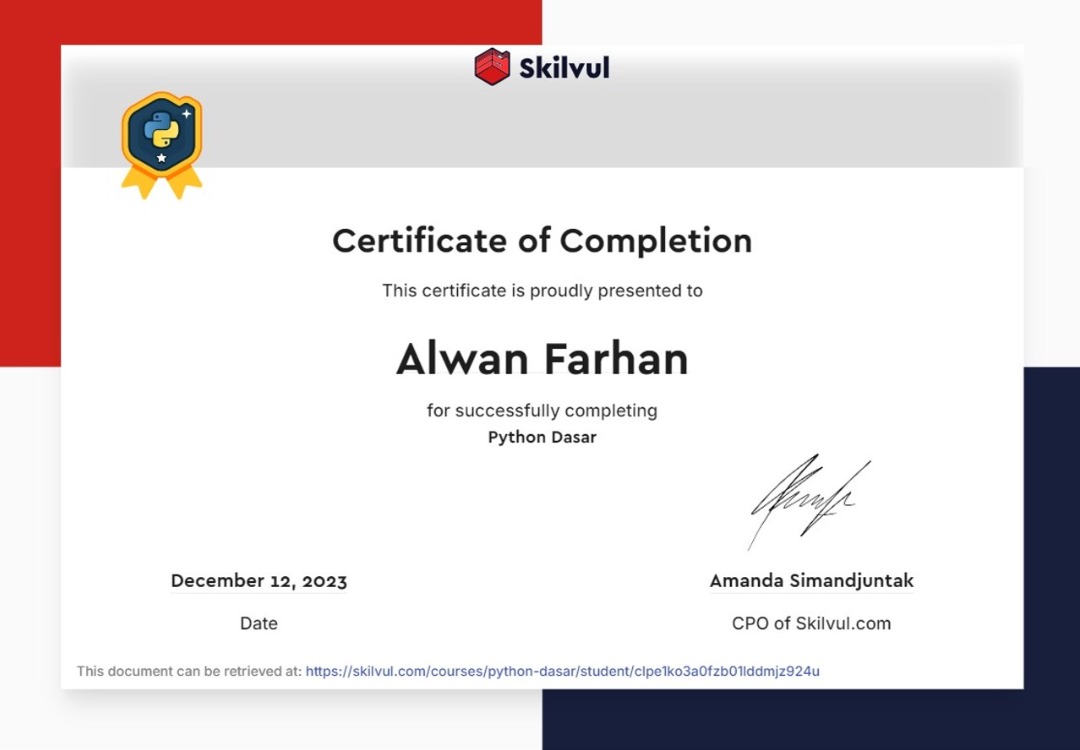 Skilvul
Certificate of Completion
This certificate is proudly presented to
Alwan Farhan
for successfully completing
Python Dasar
December 12, 2023
Amanda Simandjuntak
Date
CPO of Skilvul.com
This document can be retrieved at: https://skilvul.com/courses/python-dasar/student/clpe1ko3a0fzb01lddmjz924u